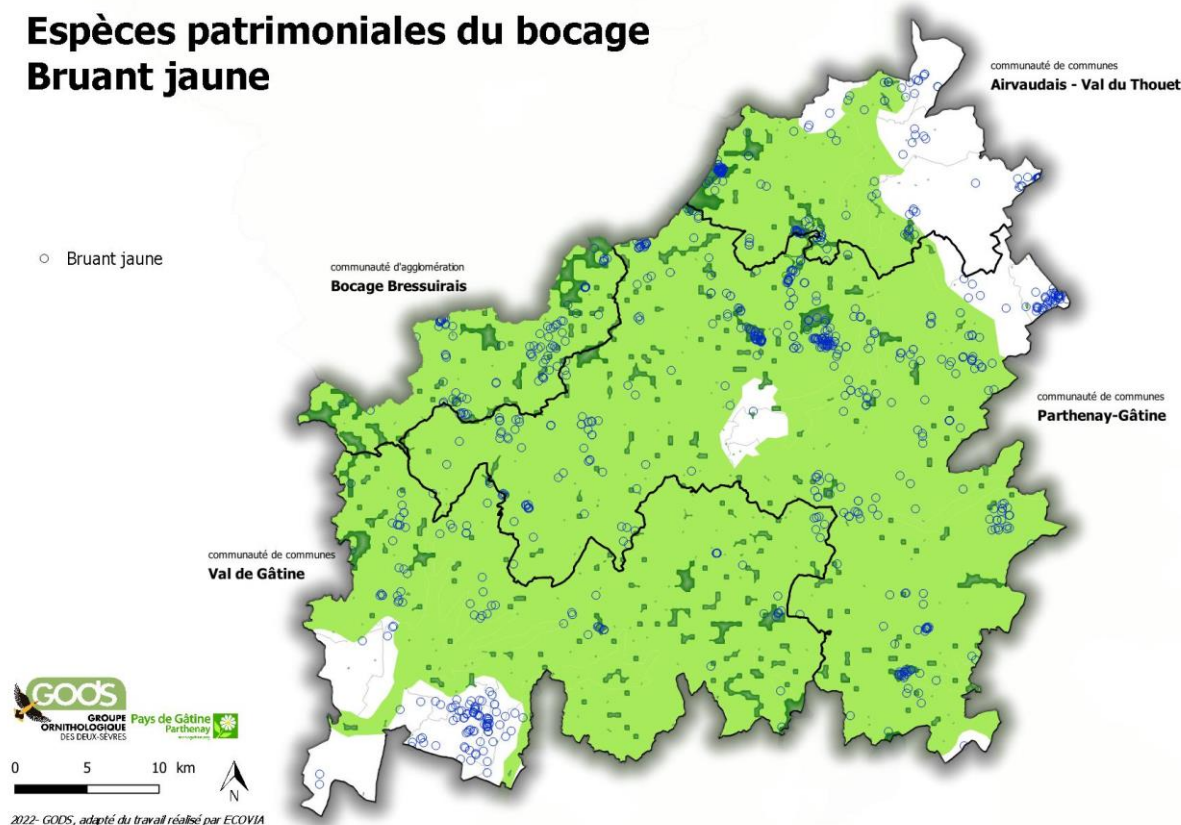 Espèces patrimoniales du bocage
Bruant jaune
communauté de communes
Airvaudais - Val du Thouet
Bruant jaune
communauté d'agglomération
Bocage Bressuirais
communauté de communes
Parthenay-Gâtine
communauté de communes
Val de Gâtine
GODS
GROUPE
ORNITHOLOGIQUE
DES DEUX-SÈVRES
Pays de Gâtine
Parthenay
0 5 10 km
N
2022- GODS, adapté du travail réalisé par ECOVIA